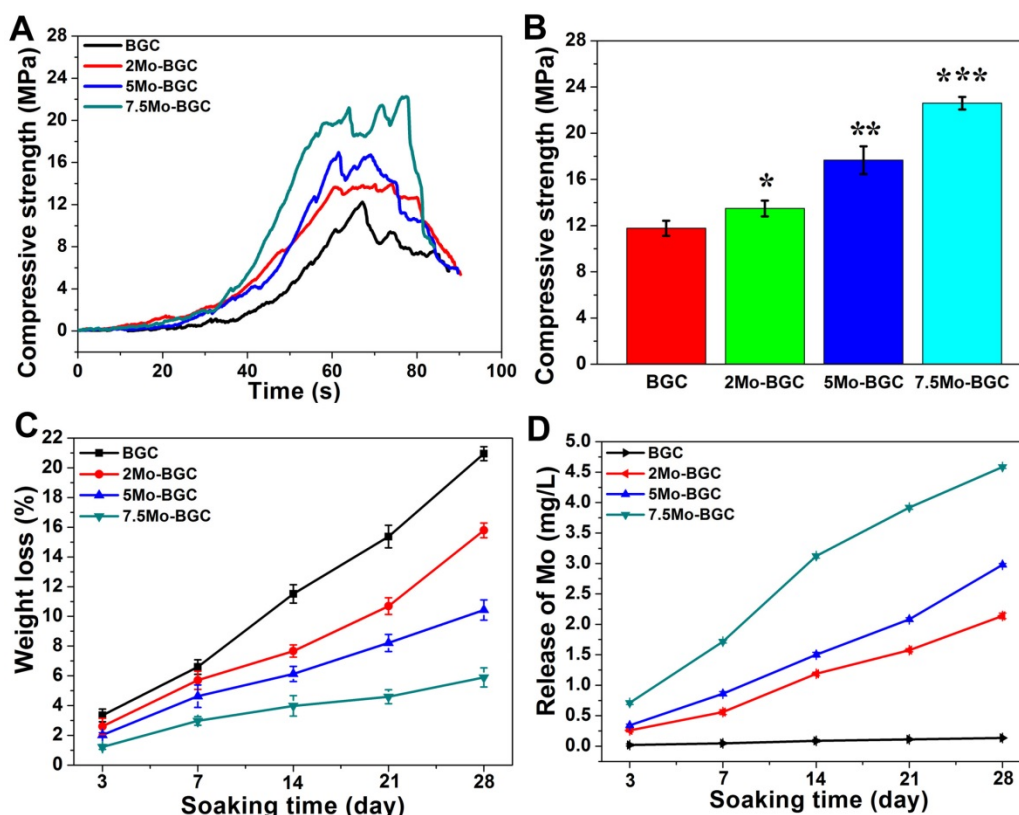 A
Compressive strength (MPa)
28
24
20
16
12
8
4
0
BGC
2Mo-BGC
5Mo-BGC
7.5Mo-BGC
0 20 40 60 80 100
Time (s)
B
Compressive strength (MPa)
28
24
20
16
12
8
4
0
*
**
***
BGC 2Mo-BGC 5Mo-BGC 7.5Mo-BGC
C
Weight loss (%)
22
20
18
16
14
12
10
8
6
4
2
0
BGC
2Mo-BGC
5Mo-BGC
7.5Mo-BGC
3 7 14 21 28
Soaking time (day)
D
Release of Mo (mg/L)
5.0
4.5
4.0
3.5
3.0
2.5
2.0
1.5
1.0
0.5
0.0
BGC
2Mo-BGC
5Mo-BGC
7.5Mo-BGC
3 7 14 21 28
Soaking time (day)